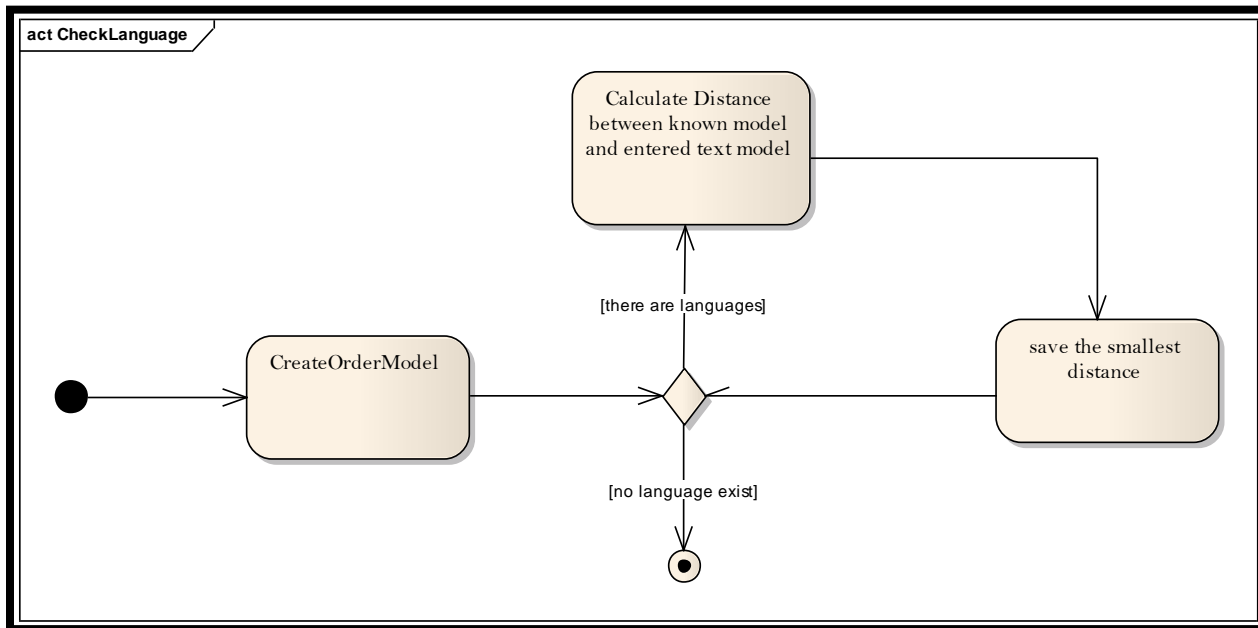 act CheckLanguage
Calculate Distance
between known model
and entered text model
[there are languages]
CreateOrderModel
save the smallest
distance
[no language exist]